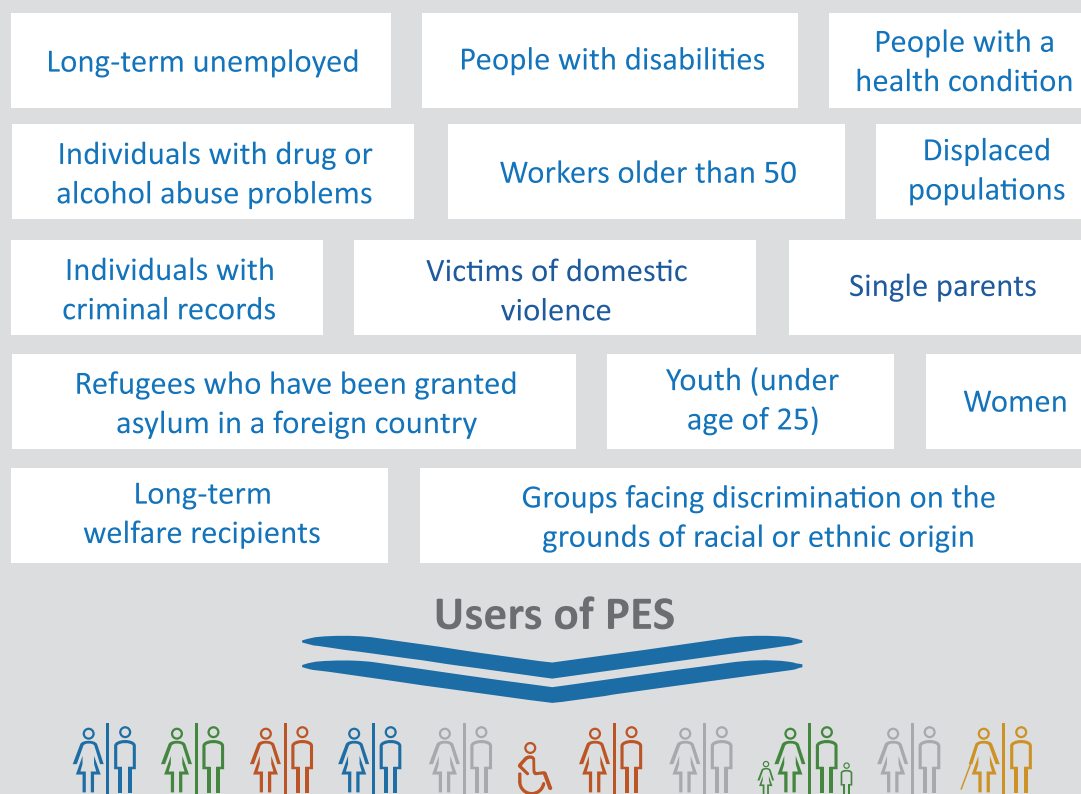 Long-term unemployed
People with disabilities
People with a
health condition
Individuals with drug or
alcohol abuse problems
Workers older than 50
Displaced
populations
Individuals with
criminal records
Victims of domestic
violence
Single parents
Refugees who have been granted
asylum in a foreign country
Youth (under
age of 25)
Women
Long-term
welfare recipients
Groups facing discrimination on the
grounds of racial or ethnic origin
Users of PES